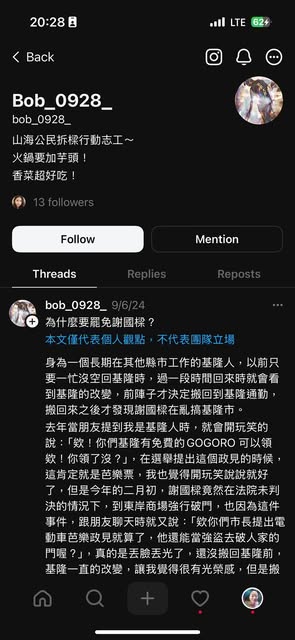 20:28
LTE 62
Back
Bob_0928_
bob_0928_
山海公民拆樑行動志工～
火鍋要加芋頭！
香菜超好吃！
13 followers
Follow
Mention
Threads Replies Reposts
bob_0928_ 9/6/24
為什麼要罷免謝國樑？
本文僅代表個人觀點，不代表團隊立場
身為一個長期在其他縣市工作的基隆人，以前只
要一忙沒空回基隆時，過一段時間回來時就會看
到基隆的改變，前陣子才決定搬回到基隆通勤，
搬回來之後才發現謝國樑在亂搞基隆市。
去年當朋友提到我是基隆人時，就會開玩笑的
說：「欸！你們基隆有免費的GOGORO 可以領
欸！你領了沒？」，在選舉提出這個政見的時候，
這肯定就是芭樂票，我也覺得開玩笑說說就好
了，但是今年的二月初，謝國樑竟然在法院未判
決的情況下，到東岸商場強行破門，也因為這件
事件，跟朋友聊天時就又說：「欸你們市長提出電
動車芭樂政見就算了，他還能當強盜去破人家的
門喔？」，真的是丟臉丟光了，還沒搬回基隆前，
基隆一直的改變，讓我覺得很有光榮感，但是搬